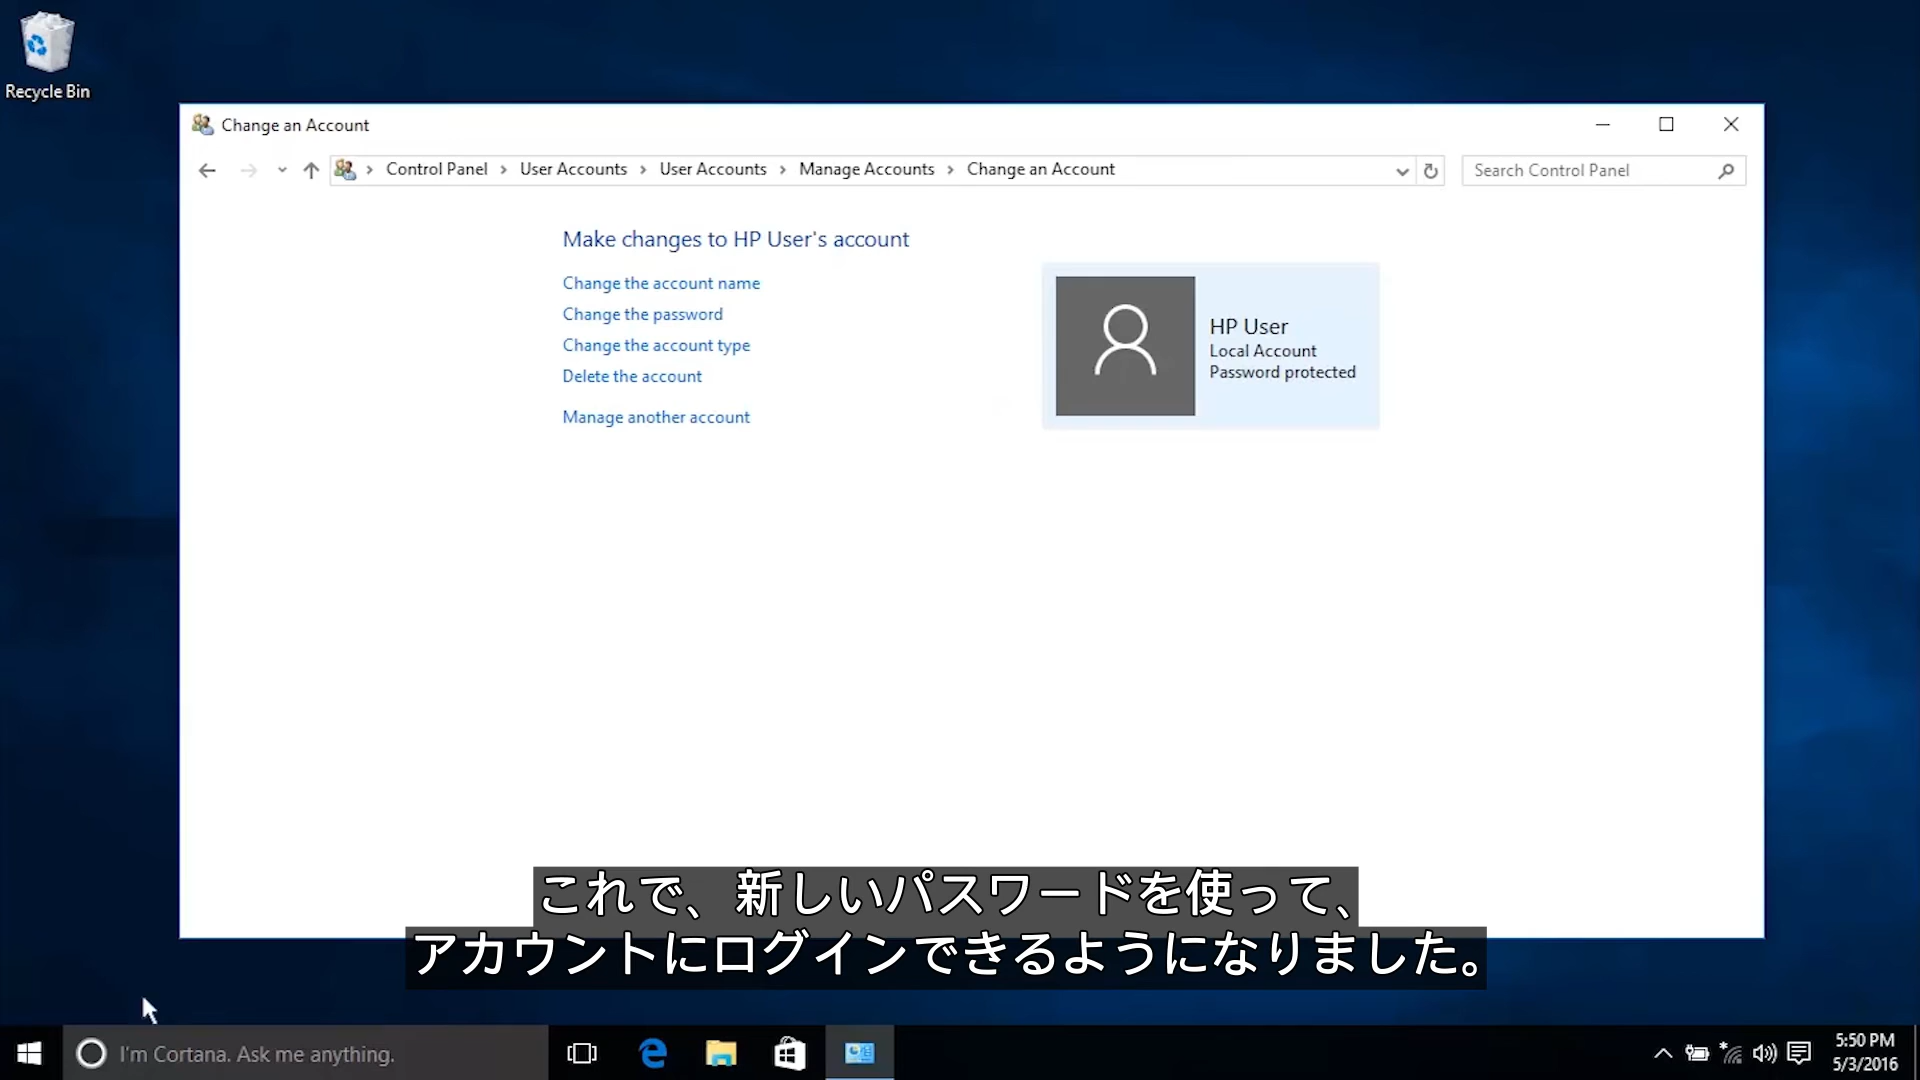 Recycle Bin
Change an Account
Control Panel > User Accounts > User Accounts > Manage Accounts > Change an Account
Search Control Panel
Make changes to HP User's account
Change the account name
Change the password
Change the account type
Delete the account
Manage another account
HP User
Local Account
Password protected
これで、新しいパスワードを使って、
アカウントにログインできるようになりました。
I'm Cortana. Ask me anything.
5:50 PM
5/3/2016